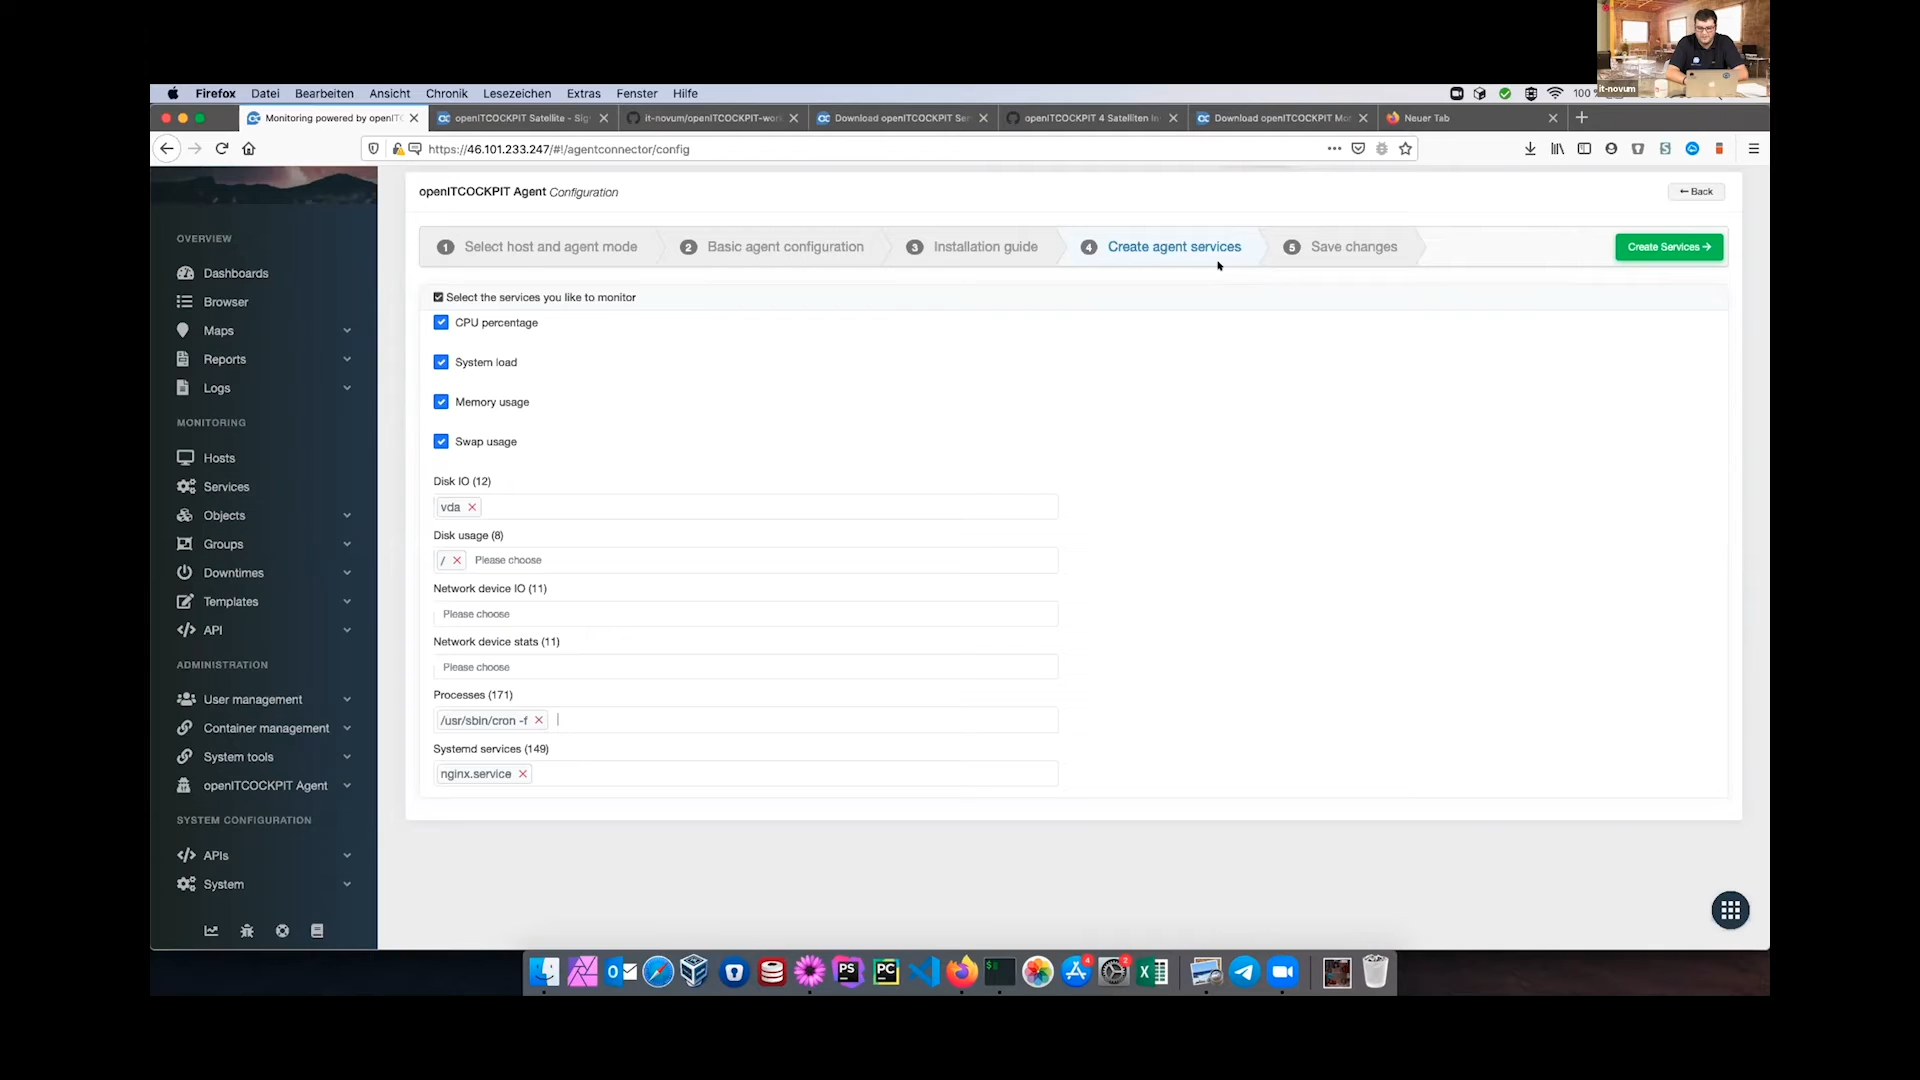 it-novum
Firefox Datei Bearbeiten Ansicht Chronik Lesezeichen Extras Fenster Hilfe 100
Monitoring powered by openITC openITCOCKPIT Satellite - Sig it-novum/openITCOCKPIT-wor Download openITCOCKPIT Ser openITCOCKPIT 4 Satelliten In Download openITCOCKPIT Mo Neuer Tab
https://46.101.233.247/#!/agentconnector/config
openITCOCKPIT Agent Configuration
← Back
1 Select host and agent mode 2 Basic agent configuration 3 Installation guide 4 Create agent services 5 Save changes
Create Services →
OVERVIEW
Dashboards
Browser
Maps
Reports
Logs
MONITORING
Hosts
Services
Objects
Groups
Downtimes
Templates
API
ADMINISTRATION
User management
Container management
System tools
openITCOCKPIT Agent
SYSTEM CONFIGURATION
APIs
System
Select the services you like to monitor
CPU percentage
System load
Memory usage
Swap usage
Disk IO (12)
vda
Disk usage (8)
/ Please choose
Network device IO (11)
Please choose
Network device stats (11)
Please choose
Processes (171)
/usr/sbin/cron -f
Systemd services (149)
nginx.service
PS PC $ 4 2